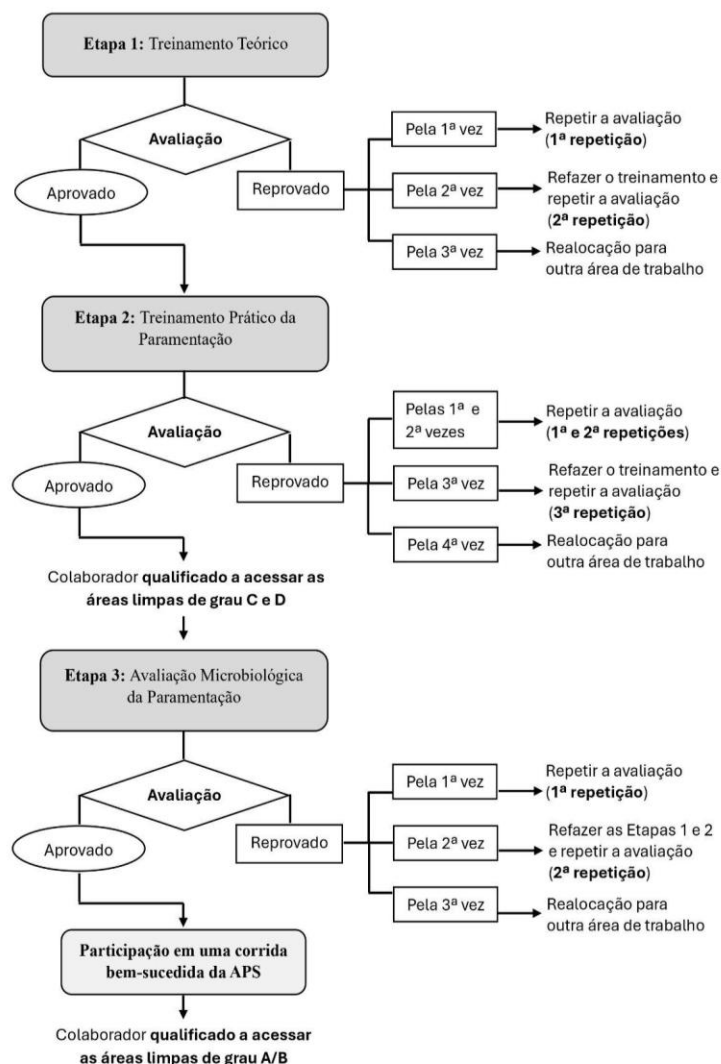 Etapa 1: Treinamento Teórico
Avaliação
Aprovado
Reprovado
Pela 1ª vez
Repetir a avaliação
(1ª repetição)
Pela 2ª vez
Refazer o treinamento e
repetir a avaliação
(2ª repetição)
Pela 3ª vez
Realocação para
outra área de trabalho
Etapa 2: Treinamento Prático da
Paramentação
Avaliação
Aprovado
Reprovado
Pelas 1ª e
2ª vezes
Repetir a avaliação
(1ª e 2ª repetições)
Pela 3ª vez
Refazer o treinamento e
repetir a avaliação
(3ª repetição)
Pela 4ª vez
Realocação para
outra área de trabalho
Colaborador qualificado a acessar as
áreas limpas de grau C e D
Etapa 3: Avaliação Microbiológica
da Paramentação
Avaliação
Aprovado
Reprovado
Pela 1ª vez
Repetir a avaliação
(1ª repetição)
Pela 2ª vez
Refazer as Etapas 1 e 2
e repetir a avaliação
(2ª repetição)
Pela 3ª vez
Realocação para
outra área de trabalho
Participação em uma corrida
bem-sucedida da APS
Colaborador qualificado a acessar
as áreas limpas de grau A/B